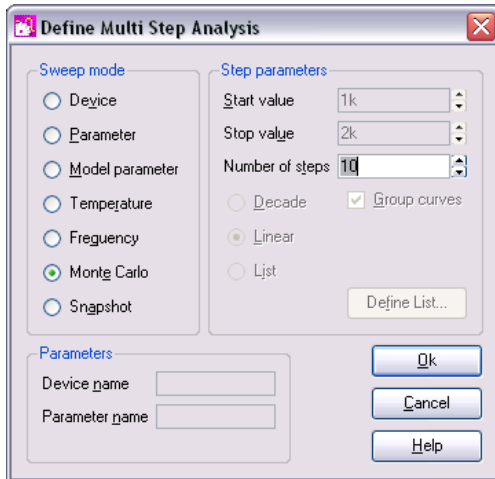 Define Multi Step Analysis
Sweep mode
Device
Parameter
Model parameter
Temperature
Frequency
Monte Carlo
Snapshot
Step parameters
Start value 1k
Stop value 2k
Number of steps 10
Decade Group curves
Linear
List
Define List...
Parameters
Device name
Parameter name
Ok
Cancel
Help